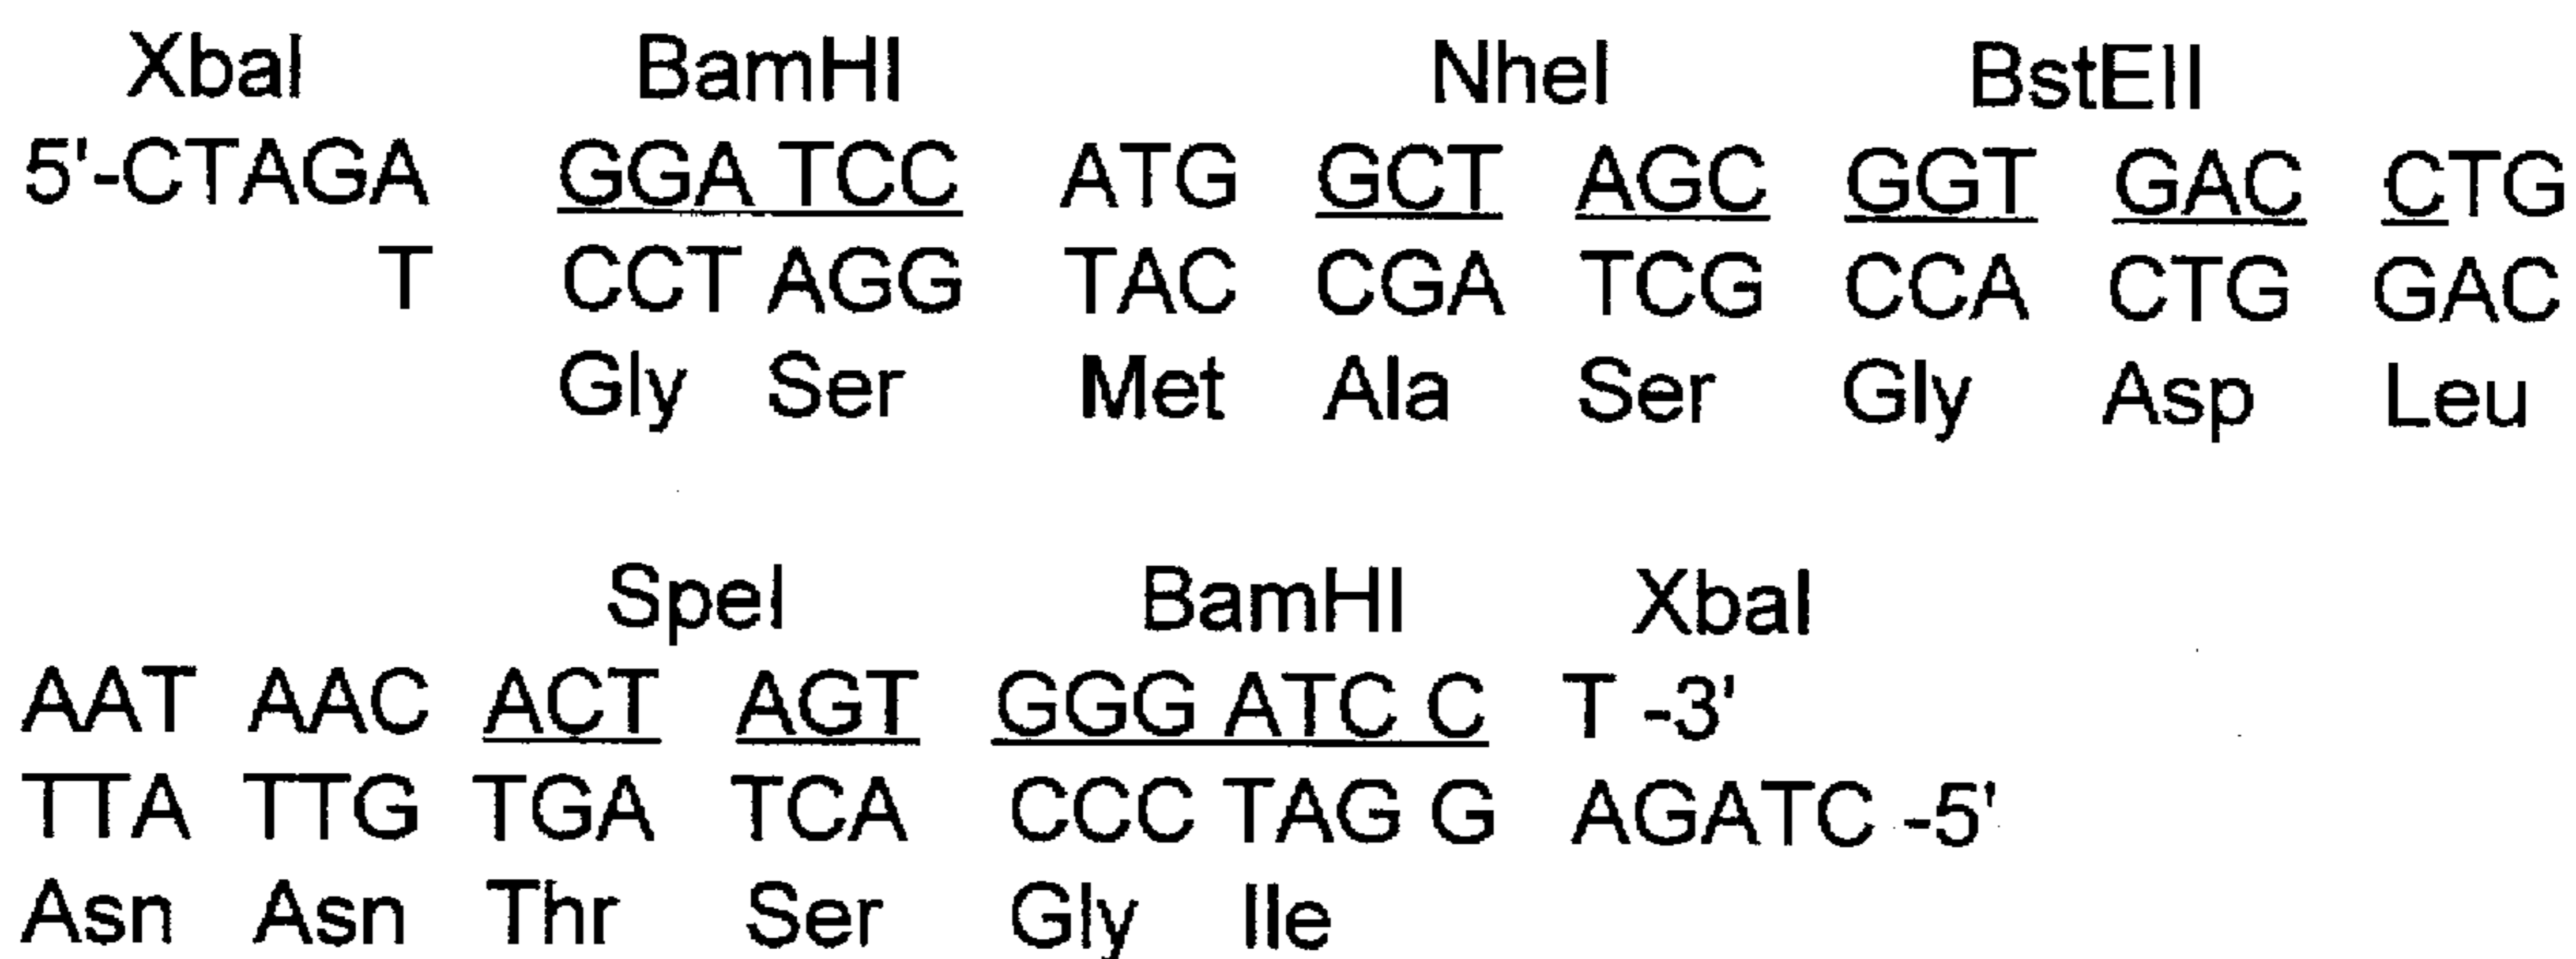 XbaI BamHI NheI BstEII
5'-CTAGA GGA TCC ATG GCT AGC GGT GAC CTG
T CCT AGG TAC CGA TCG CCA CTG GAC
Gly Ser Met Ala Ser Gly Asp Leu
SpeI BamHI XbaI
AAT AAC ACT AGT GGG ATC C T -3'
TTA TTG TGA TCA CCC TAG G AGATC -5'
Asn Asn Thr Ser Gly Ile